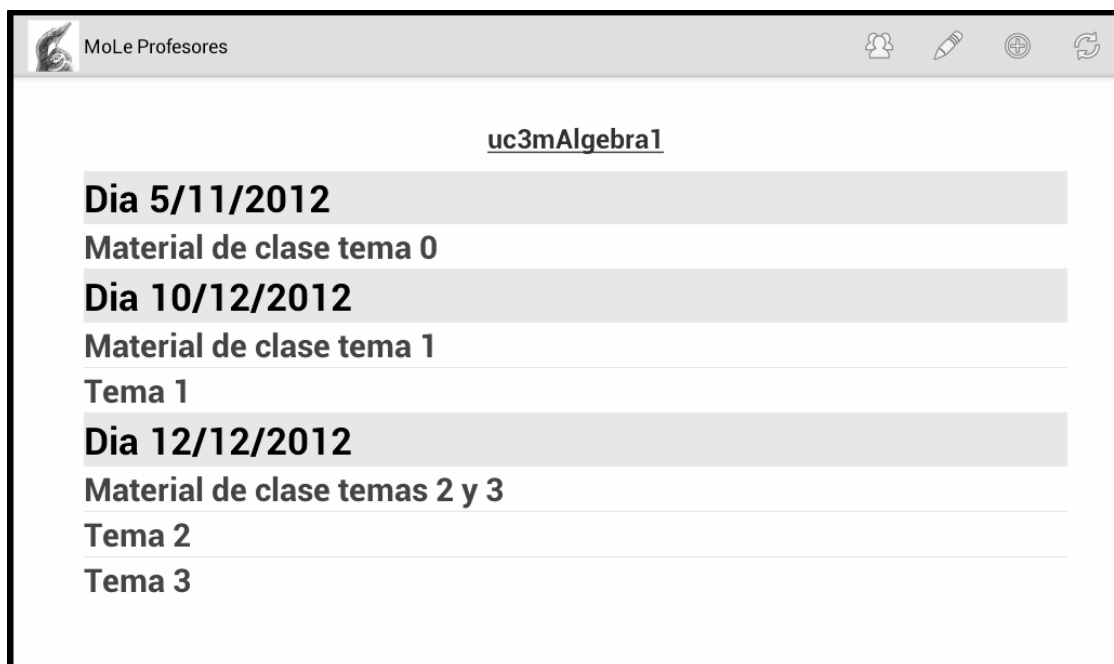 MoLe Profesores
uc3mAlgebra1
Dia 5/11/2012
Material de clase tema 0
Dia 10/12/2012
Material de clase tema 1
Tema 1
Dia 12/12/2012
Material de clase temas 2 y 3
Tema 2
Tema 3